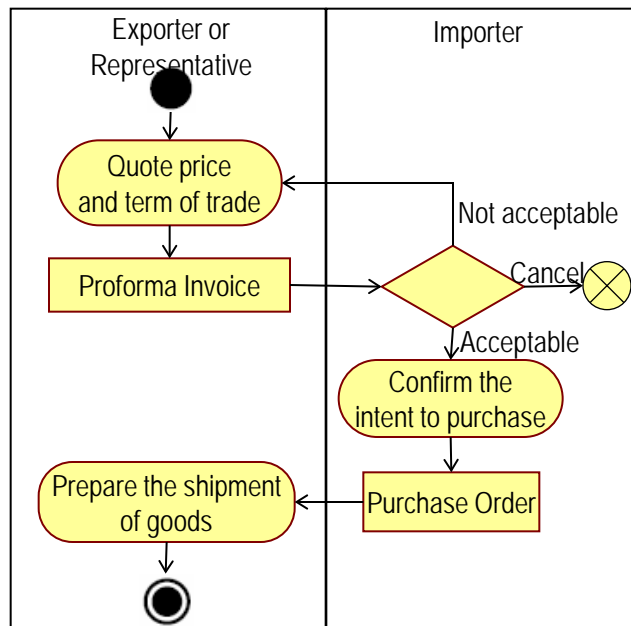 Exporter or
Representative
Importer
Quote price
and term of trade
Not acceptable
Proforma Invoice
Cancel
Acceptable
Confirm the
intent to purchase
Prepare the shipment
of goods
Purchase Order